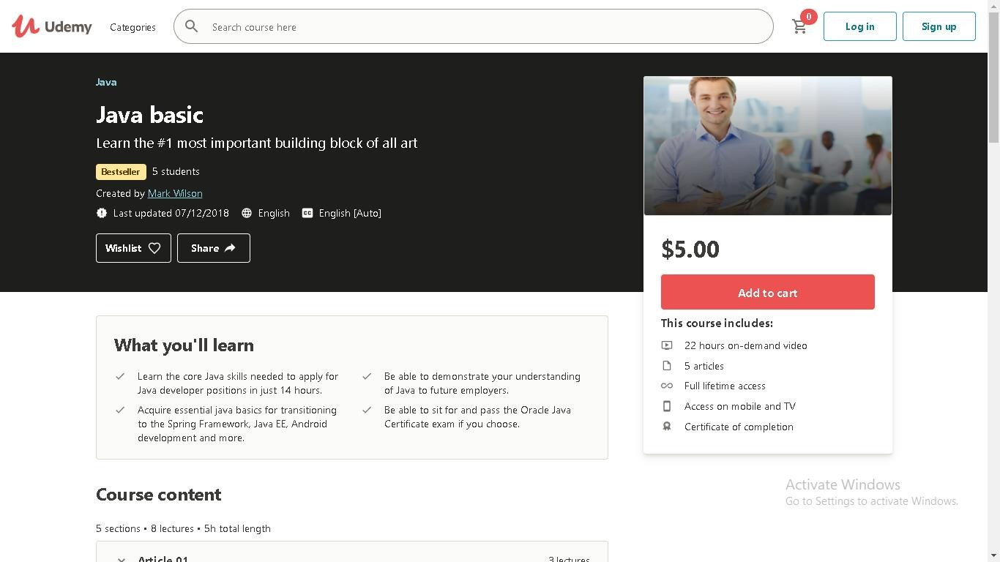 Udemy
Categories
Search course here
0
Log in
Sign up
Java
Java basic
Learn the #1 most important building block of all art
Bestseller 5 students
Created by Mark Wilson
Last updated 07/12/2018 English CC English [Auto]
Wishlist
Share
$5.00
Add to cart
This course includes:
22 hours on-demand video
5 articles
Full lifetime access
Access on mobile and TV
Certificate of completion
What you'll learn
Learn the core Java skills needed to apply for
Java developer positions in just 14 hours.
Be able to demonstrate your understanding
of Java to future employers.
Acquire essential java basics for transitioning
to the Spring Framework, Java EE, Android
development and more.
Be able to sit for and pass the Oracle Java
Certificate exam if you choose.
Course content
5 sections • 8 lectures • 5h total length
Article 01
3 lectures
Activate Windows
Go to Settings to activate Windows.